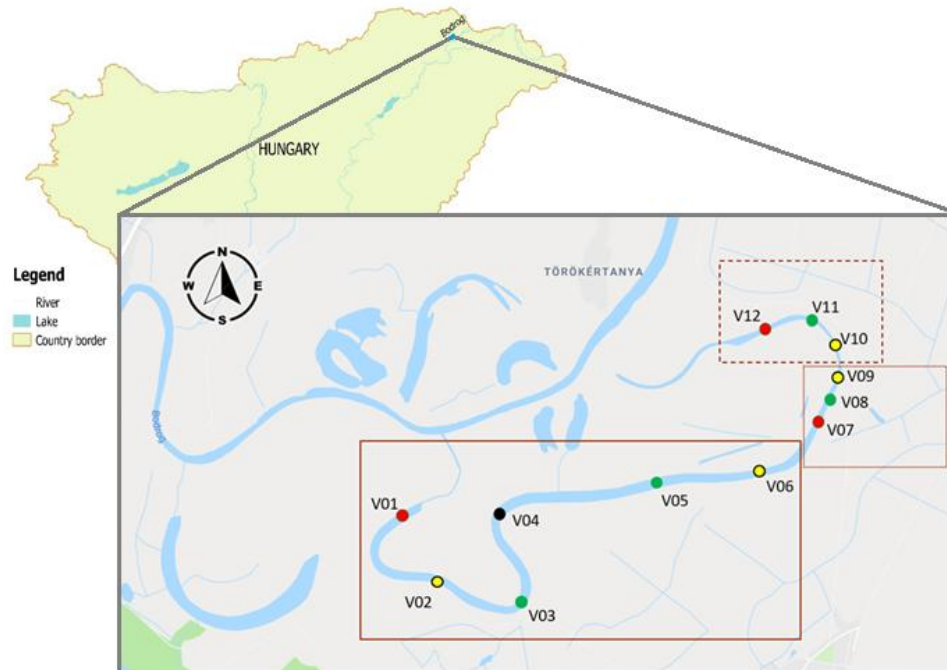 Bodrog
HUNGARY
Legend
River
Lake
Country border
N
W
E
S
TÖRÖKÉRTANYA
Bodrog
V12
V11
V10
V09
V08
V07
V01
V04
V05
V06
V02
V03